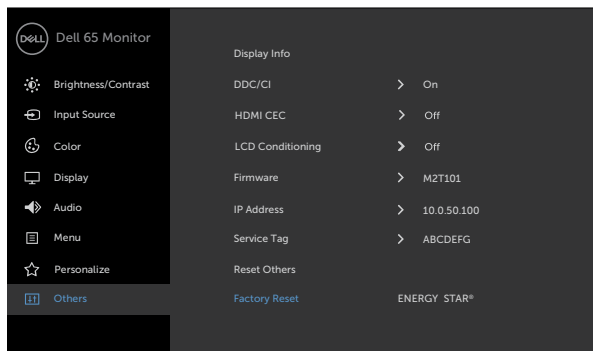 DELL Dell 65 Monitor
Display Info
Brightness/Contrast DDC/CI On
Input Source HDMI CEC Off
Color LCD Conditioning Off
Display Firmware M2T101
Audio IP Address 10.0.50.100
Menu Service Tag ABCDEFG
Personalize Reset Others
Others Factory Reset ENERGY STAR®